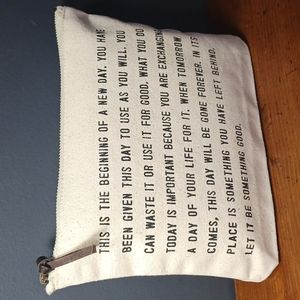 THIS IS THE BEGINNING OF A NEW DAY. YOU HAVE
BEEN GIVEN THIS DAY TO USE AS YOU WILL. YOU
CAN WASTE IT OR USE IT FOR GOOD. WHAT YOU DO
TODAY IS IMPORTANT BECAUSE YOU ARE EXCHANGING
A DAY OF YOUR LIFE FOR IT. WHEN TOMORROW
COMES, THIS DAY WILL BE GONE FOREVER. IN ITS
PLACE IS SOMETHING YOU HAVE LEFT BEHIND.
LET IT BE SOMETHING GOOD.